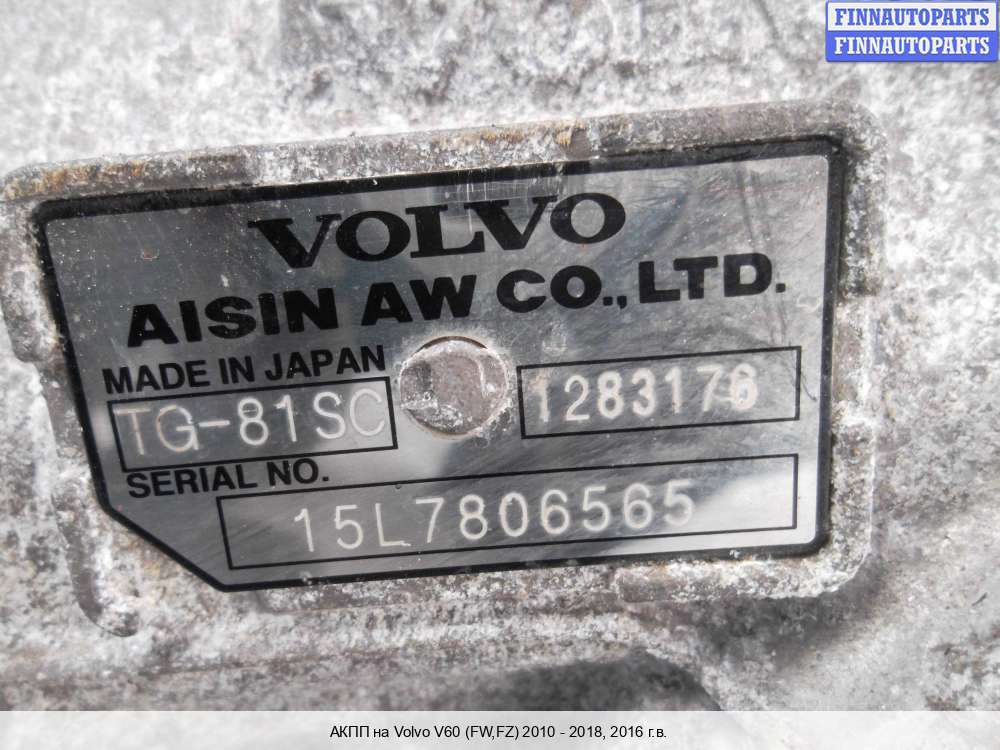 FINNAUTOPARTS
FINNAUTOPARTS
VOLVO
AISIN AW CO., LTD.
MADE IN JAPAN
TG-81SC 1283176
SERIAL NO.
15L7806565
АКПП на Volvo V60 (FW,FZ) 2010 - 2018, 2016 г.в.